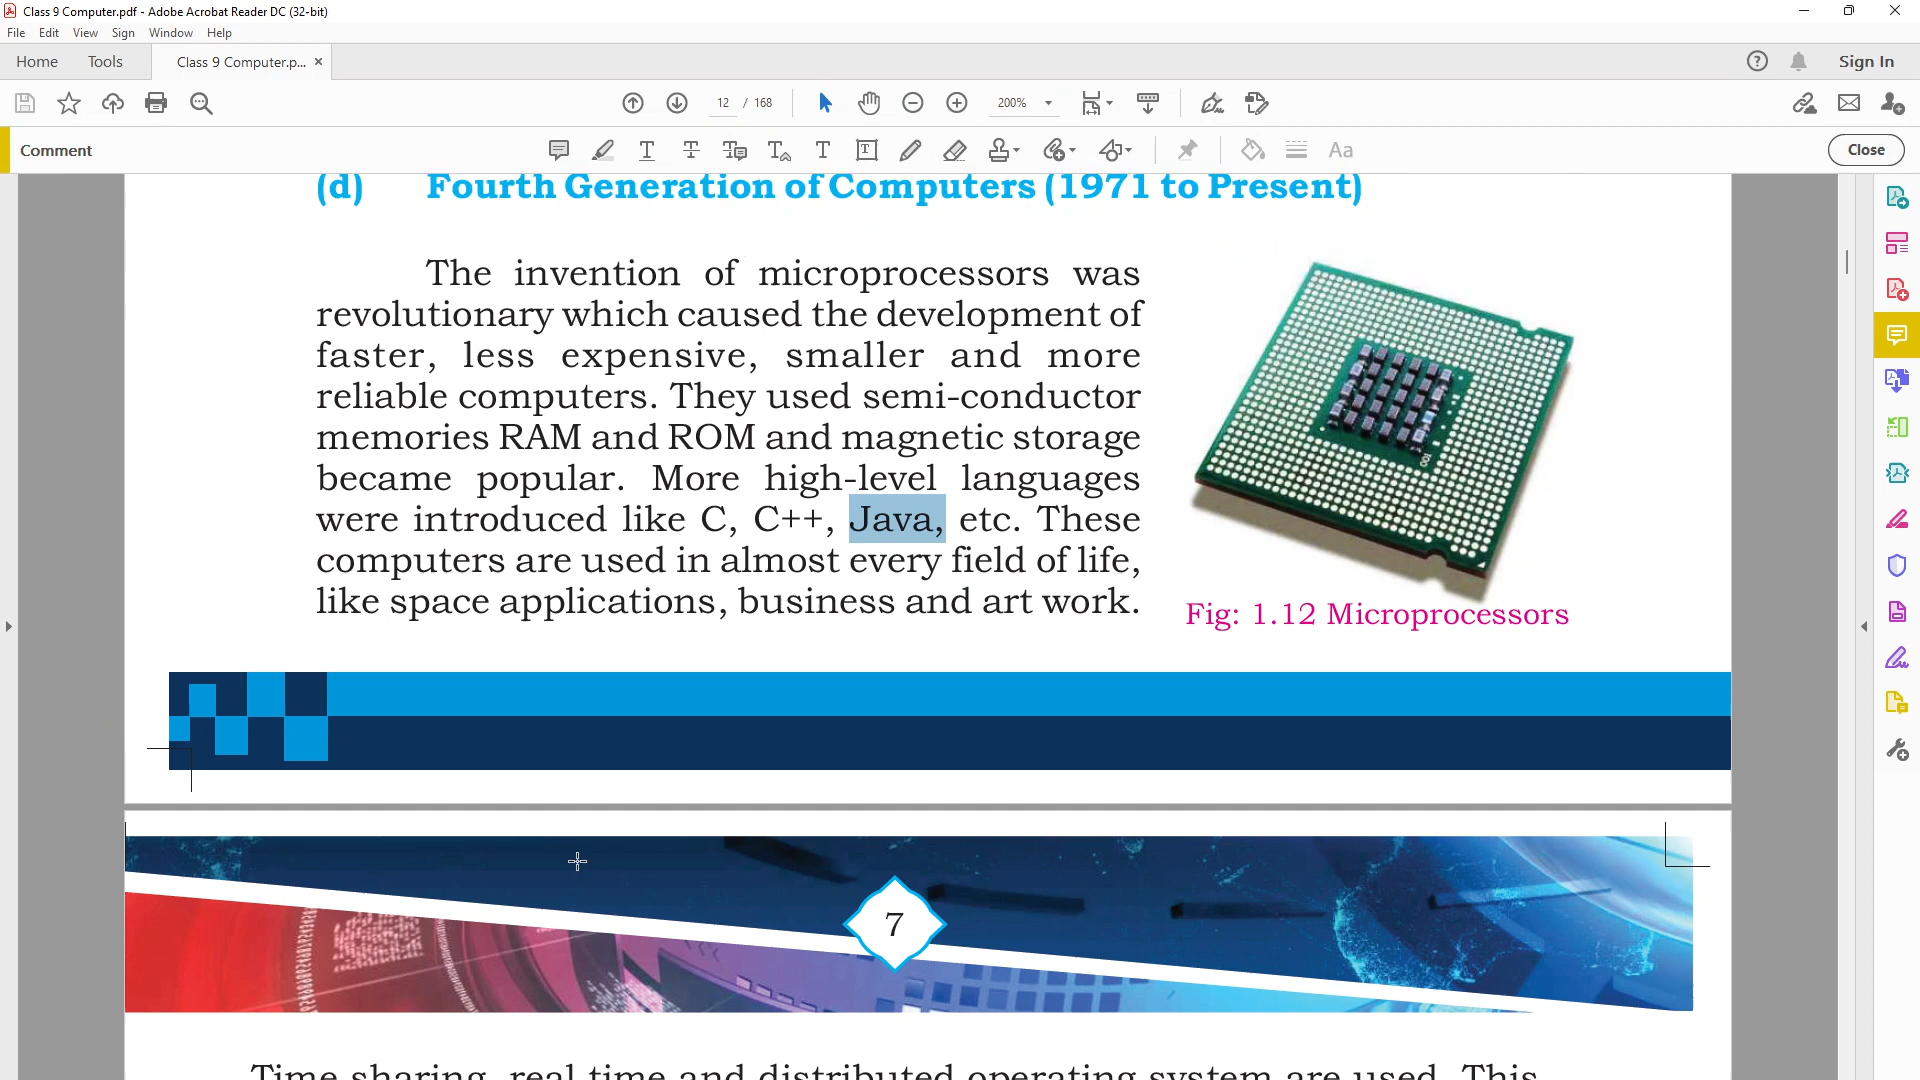 Class 9 Computer.pdf - Adobe Acrobat Reader DC (32-bit)
File Edit View Sign Window Help
Home Tools Class 9 Computer.p... Sign In
12 / 168 200%
Comment Close
(d) Fourth Generation of Computers (1971 to Present)
The invention of microprocessors was
revolutionary which caused the development of
faster, less expensive, smaller and more
reliable computers. They used semi-conductor
memories RAM and ROM and magnetic storage
became popular. More high-level languages
were introduced like C, C++, Java, etc. These
computers are used in almost every field of life,
like space applications, business and art work.
Fig: 1.12 Microprocessors
7
Time sharing, real time and distributed operating system are used. This